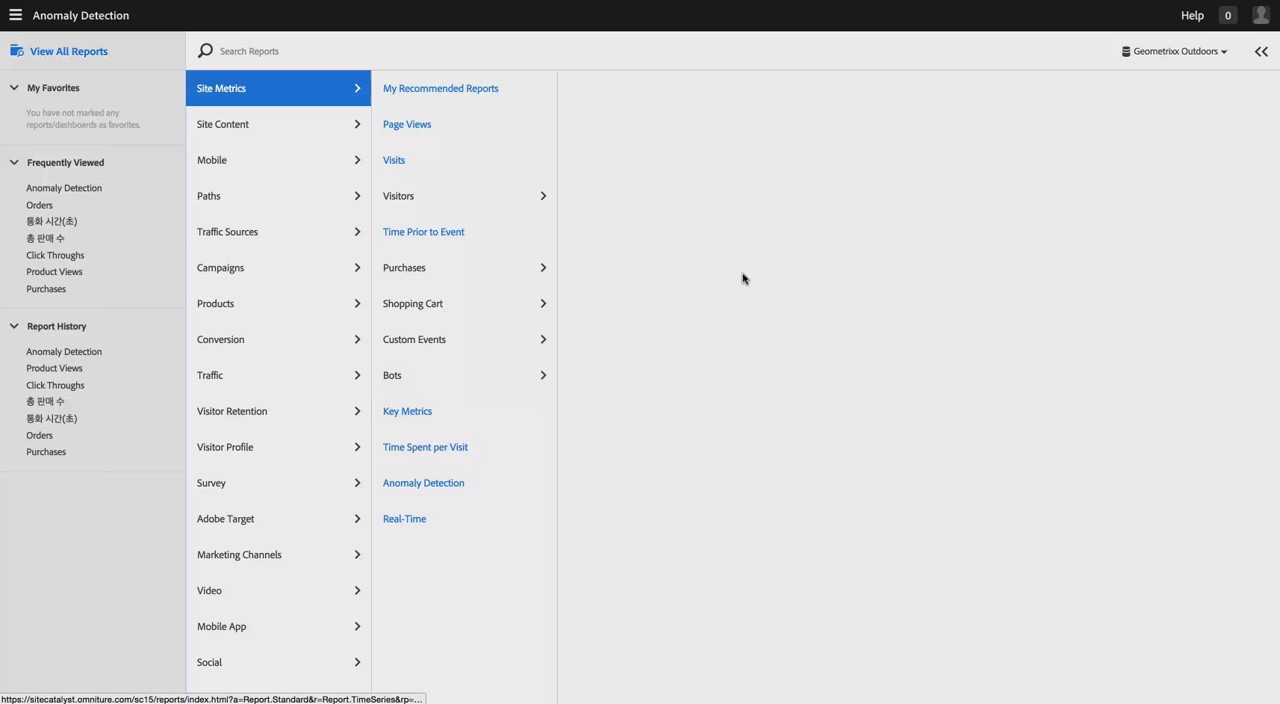 Anomaly Detection
Help
0
View All Reports
Search Reports
Geometrixx Outdoors
My Favorites
You have not marked any
reports/dashboards as favorites.
Frequently Viewed
Anomaly Detection
Orders
통화 시간(초)
총 판매 수
Click Throughs
Product Views
Purchases
Report History
Anomaly Detection
Product Views
Click Throughs
총 판매 수
통화 시간(초)
Orders
Purchases
Site Metrics
Site Content
Mobile
Paths
Traffic Sources
Campaigns
Products
Conversion
Traffic
Visitor Retention
Visitor Profile
Survey
Adobe Target
Marketing Channels
Video
Mobile App
Social
My Recommended Reports
Page Views
Visits
Visitors
Time Prior to Event
Purchases
Shopping Cart
Custom Events
Bots
Key Metrics
Time Spent per Visit
Anomaly Detection
Real-Time
https://sitecatalyst.omniture.com/sc15/reports/index.html?a=Report.Standard&r=Report.TimeSeries&rp=...